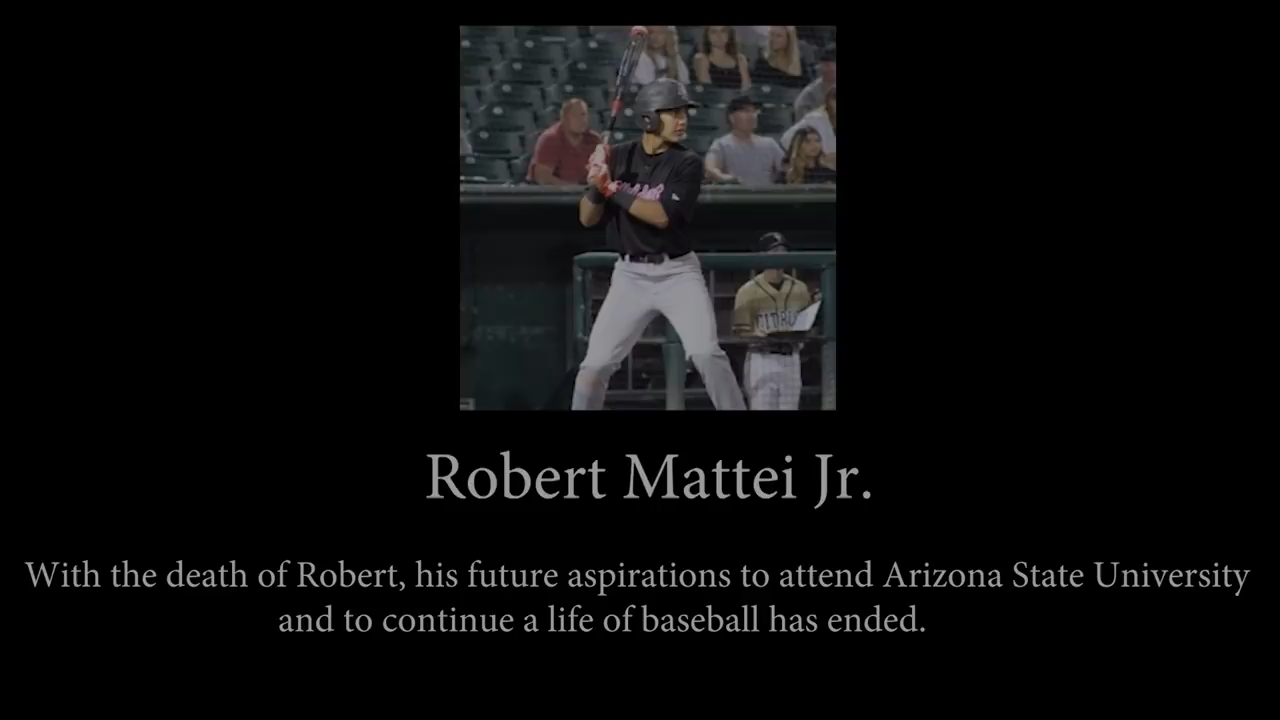 CITRUS
Robert Mattei Jr.
With the death of Robert, his future aspirations to attend Arizona State University
and to continue a life of baseball has ended.